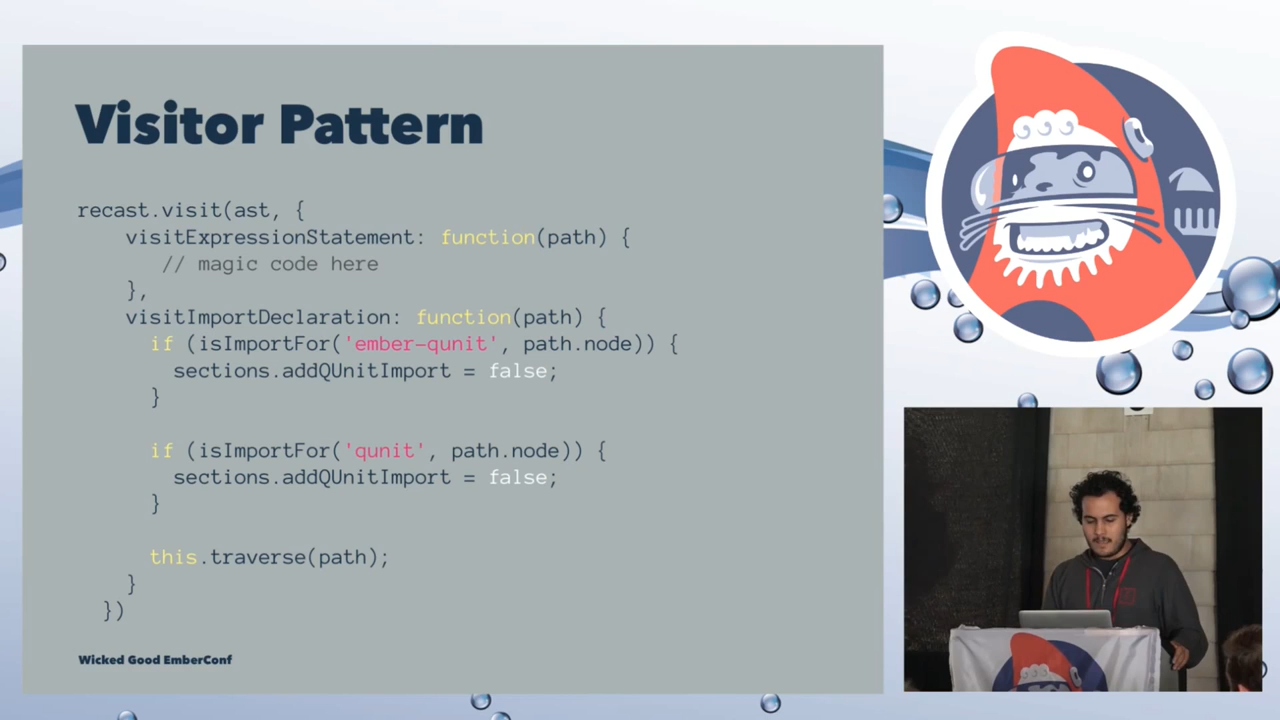 Visitor Pattern
recast.visit(ast, {
visitExpressionStatement: function(path) {
// magic code here
},
visitImportDeclaration: function(path) {
if (isImportFor('ember-qunit', path.node)) {
sections.addQUnitImport = false;
}
if (isImportFor('qunit', path.node)) {
sections.addQUnitImport = false;
}
this.traverse(path);
}
})
Wicked Good EmberConf